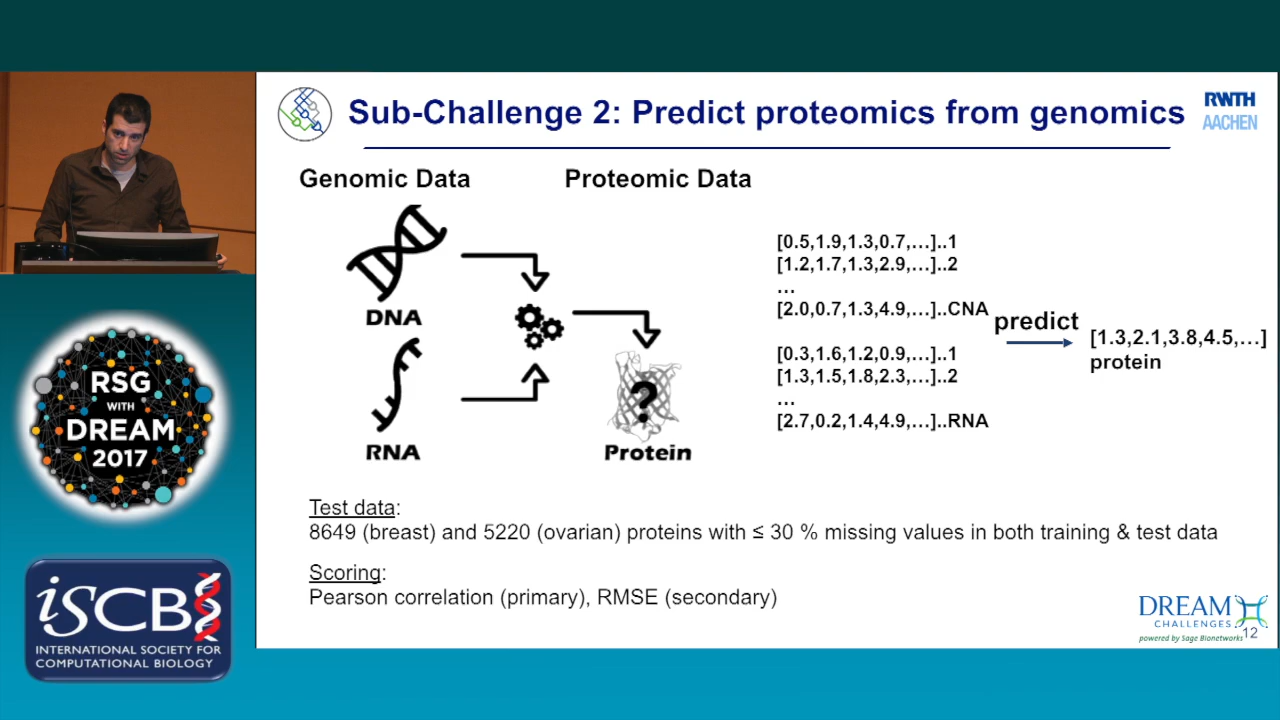 Sub-Challenge 2: Predict proteomics from genomics
RWTH
AACHEN
Genomic Data
Proteomic Data
DNA
RNA
?
Protein
[0.5,1.9,1.3,0.7,…]..1
[1.2,1.7,1.3,2.9,…]..2
…
[2.0,0.7,1.3,4.9,…]..CNA
[0.3,1.6,1.2,0.9,…]..1
[1.3,1.5,1.8,2.3,…]..2
…
[2.7,0.2,1.4,4.9,…]..RNA
predict
[1.3,2.1,3.8,4.5,…]
protein
Test data:
8649 (breast) and 5220 (ovarian) proteins with ≤ 30 % missing values in both training & test data
Scoring:
Pearson correlation (primary), RMSE (secondary)
DREAM
CHALLENGES
powered by Sage Bionetworks
12
RSG
WITH
DREAM
2017
iSCB
INTERNATIONAL SOCIETY FOR
COMPUTATIONAL BIOLOGY